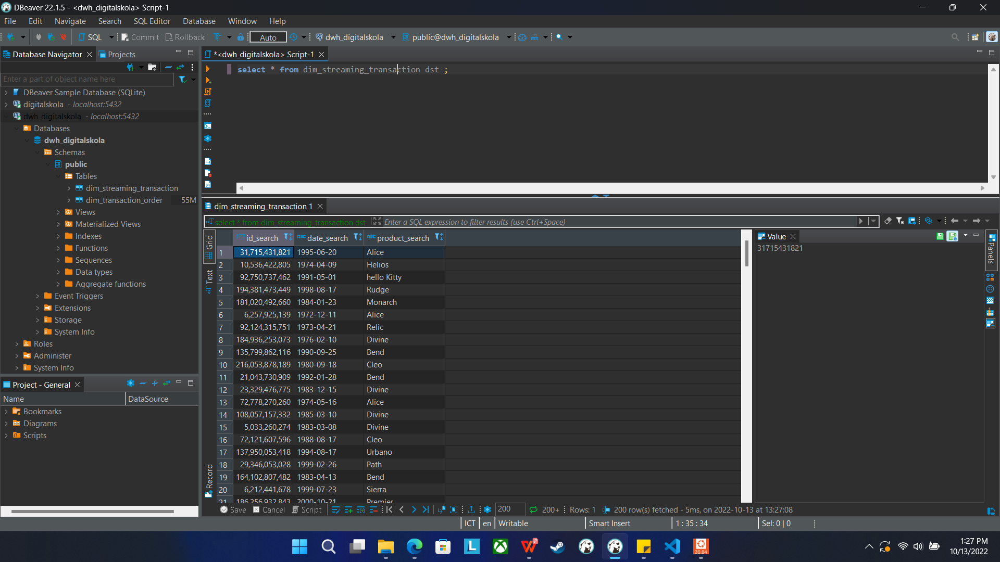 DBeaver 22.1.5 - <dwh_digitalskola> Script-1
File Edit Navigate Search SQL Editor Database Window Help
SQL Commit Rollback Auto dwh_digitalskola public@dwh_digitalskola
Database Navigator Projects
Enter a part of object name here
DBeaver Sample Database (SQLite)
digitalskola - localhost:5432
dwh_digitalskola - localhost:5432
Databases
dwh_digitalskola
Schemas
public
Tables
dim_streaming_transaction
dim_transaction_order 55M
Views
Materialized Views
Indexes
Functions
Sequences
Data types
Aggregate functions
Event Triggers
Extensions
Storage
System Info
Roles
Administer
System Info
Project - General
Name DataSource
Bookmarks
Diagrams
Scripts
*<dwh_digitalskola> Script-1
select * from dim_streaming_transaction dst ;
dim_streaming_transaction 1
select * from dim_streaming_transaction dst Enter a SQL expression to filter results (use Ctrl+Space)
Grid
Text
Record
123 id_search ABC date_search ABC product_search
1 31,715,431,821 1995-06-20 Alice
2 10,536,422,805 1974-04-09 Helios
3 92,750,737,462 1991-05-01 hello Kitty
4 194,381,473,449 1998-08-17 Rudge
5 181,020,492,660 1984-01-23 Monarch
6 6,257,925,139 1972-12-11 Alice
7 92,124,315,751 1973-04-21 Relic
8 184,936,253,073 1976-02-10 Divine
9 135,799,862,116 1990-09-25 Bend
10 216,053,878,189 1980-09-18 Cleo
11 21,043,730,909 1992-01-28 Bend
12 23,329,476,775 1983-12-15 Divine
13 72,778,270,260 1974-05-16 Alice
14 108,057,157,332 1985-03-10 Divine
15 5,033,260,274 1983-03-08 Divine
16 72,121,607,596 1988-08-17 Cleo
17 137,950,053,418 1994-08-17 Urbano
18 29,346,053,028 1999-02-26 Path
19 164,102,807,482 1983-04-13 Bend
20 6,212,441,678 1999-07-23 Sierra
21 186,256,932,843 2000-10-21 Premier
Value
31715431821
Panels
Save Cancel Script 200 200+ Rows: 1 200 row(s) fetched - 5ms, on 2022-10-13 at 13:27:08
ICT en Writable Smart Insert 1 : 35 : 34 Sel: 0 | 0
L
2
20.04
1:27 PM
10/13/2022